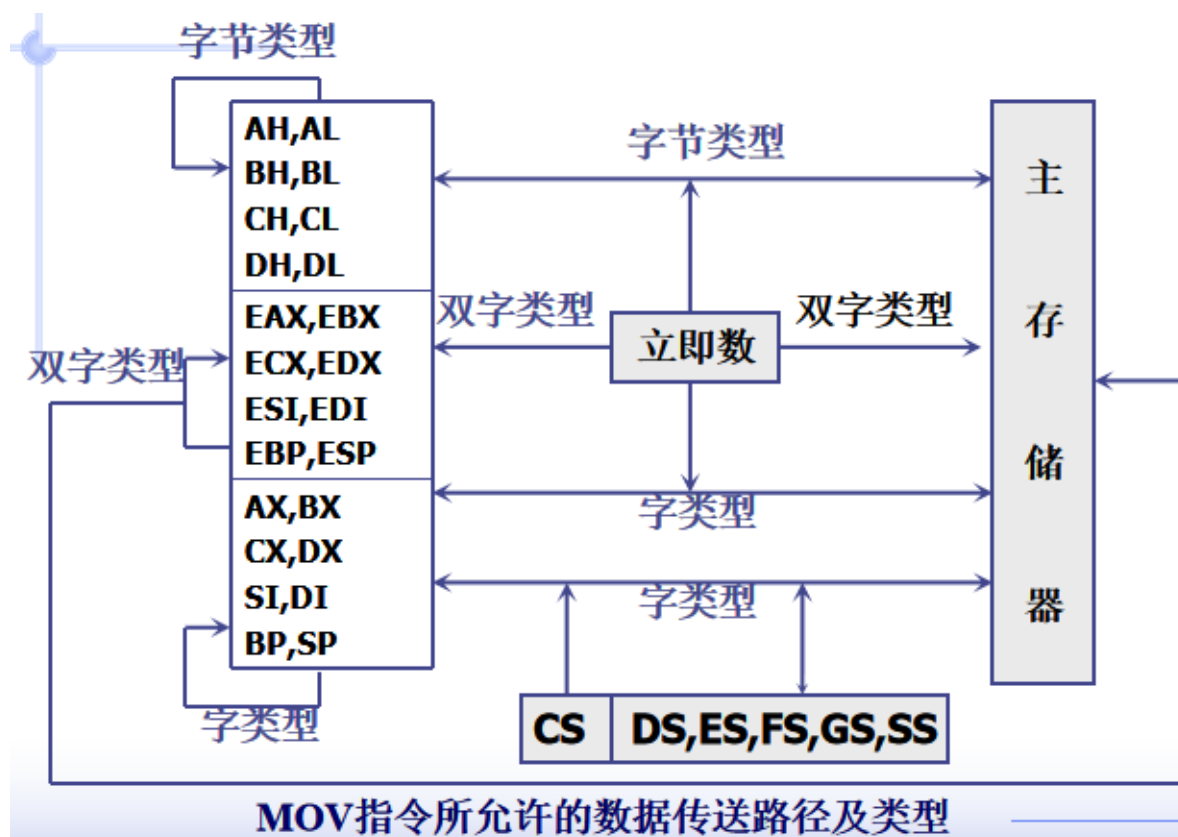 字节类型
AH,AL
BH,BL
CH,CL
DH,DL
字节类型
主存储器
EAX,EBX
ECX,EDX
ESI,EDI
EBP,ESP
双字类型
双字类型
立即数
双字类型
AX,BX
CX,DX
SI,DI
BP,SP
字类型
字类型
字类型
CS
DS,ES,FS,GS,SS
MOV指令所允许的数据传送路径及类型